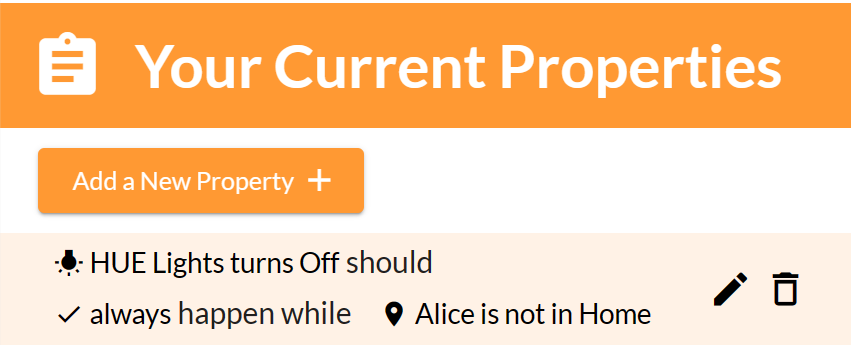 Your Current Properties
Add a New Property +
HUE Lights turns Off should
always happen while Alice is not in Home